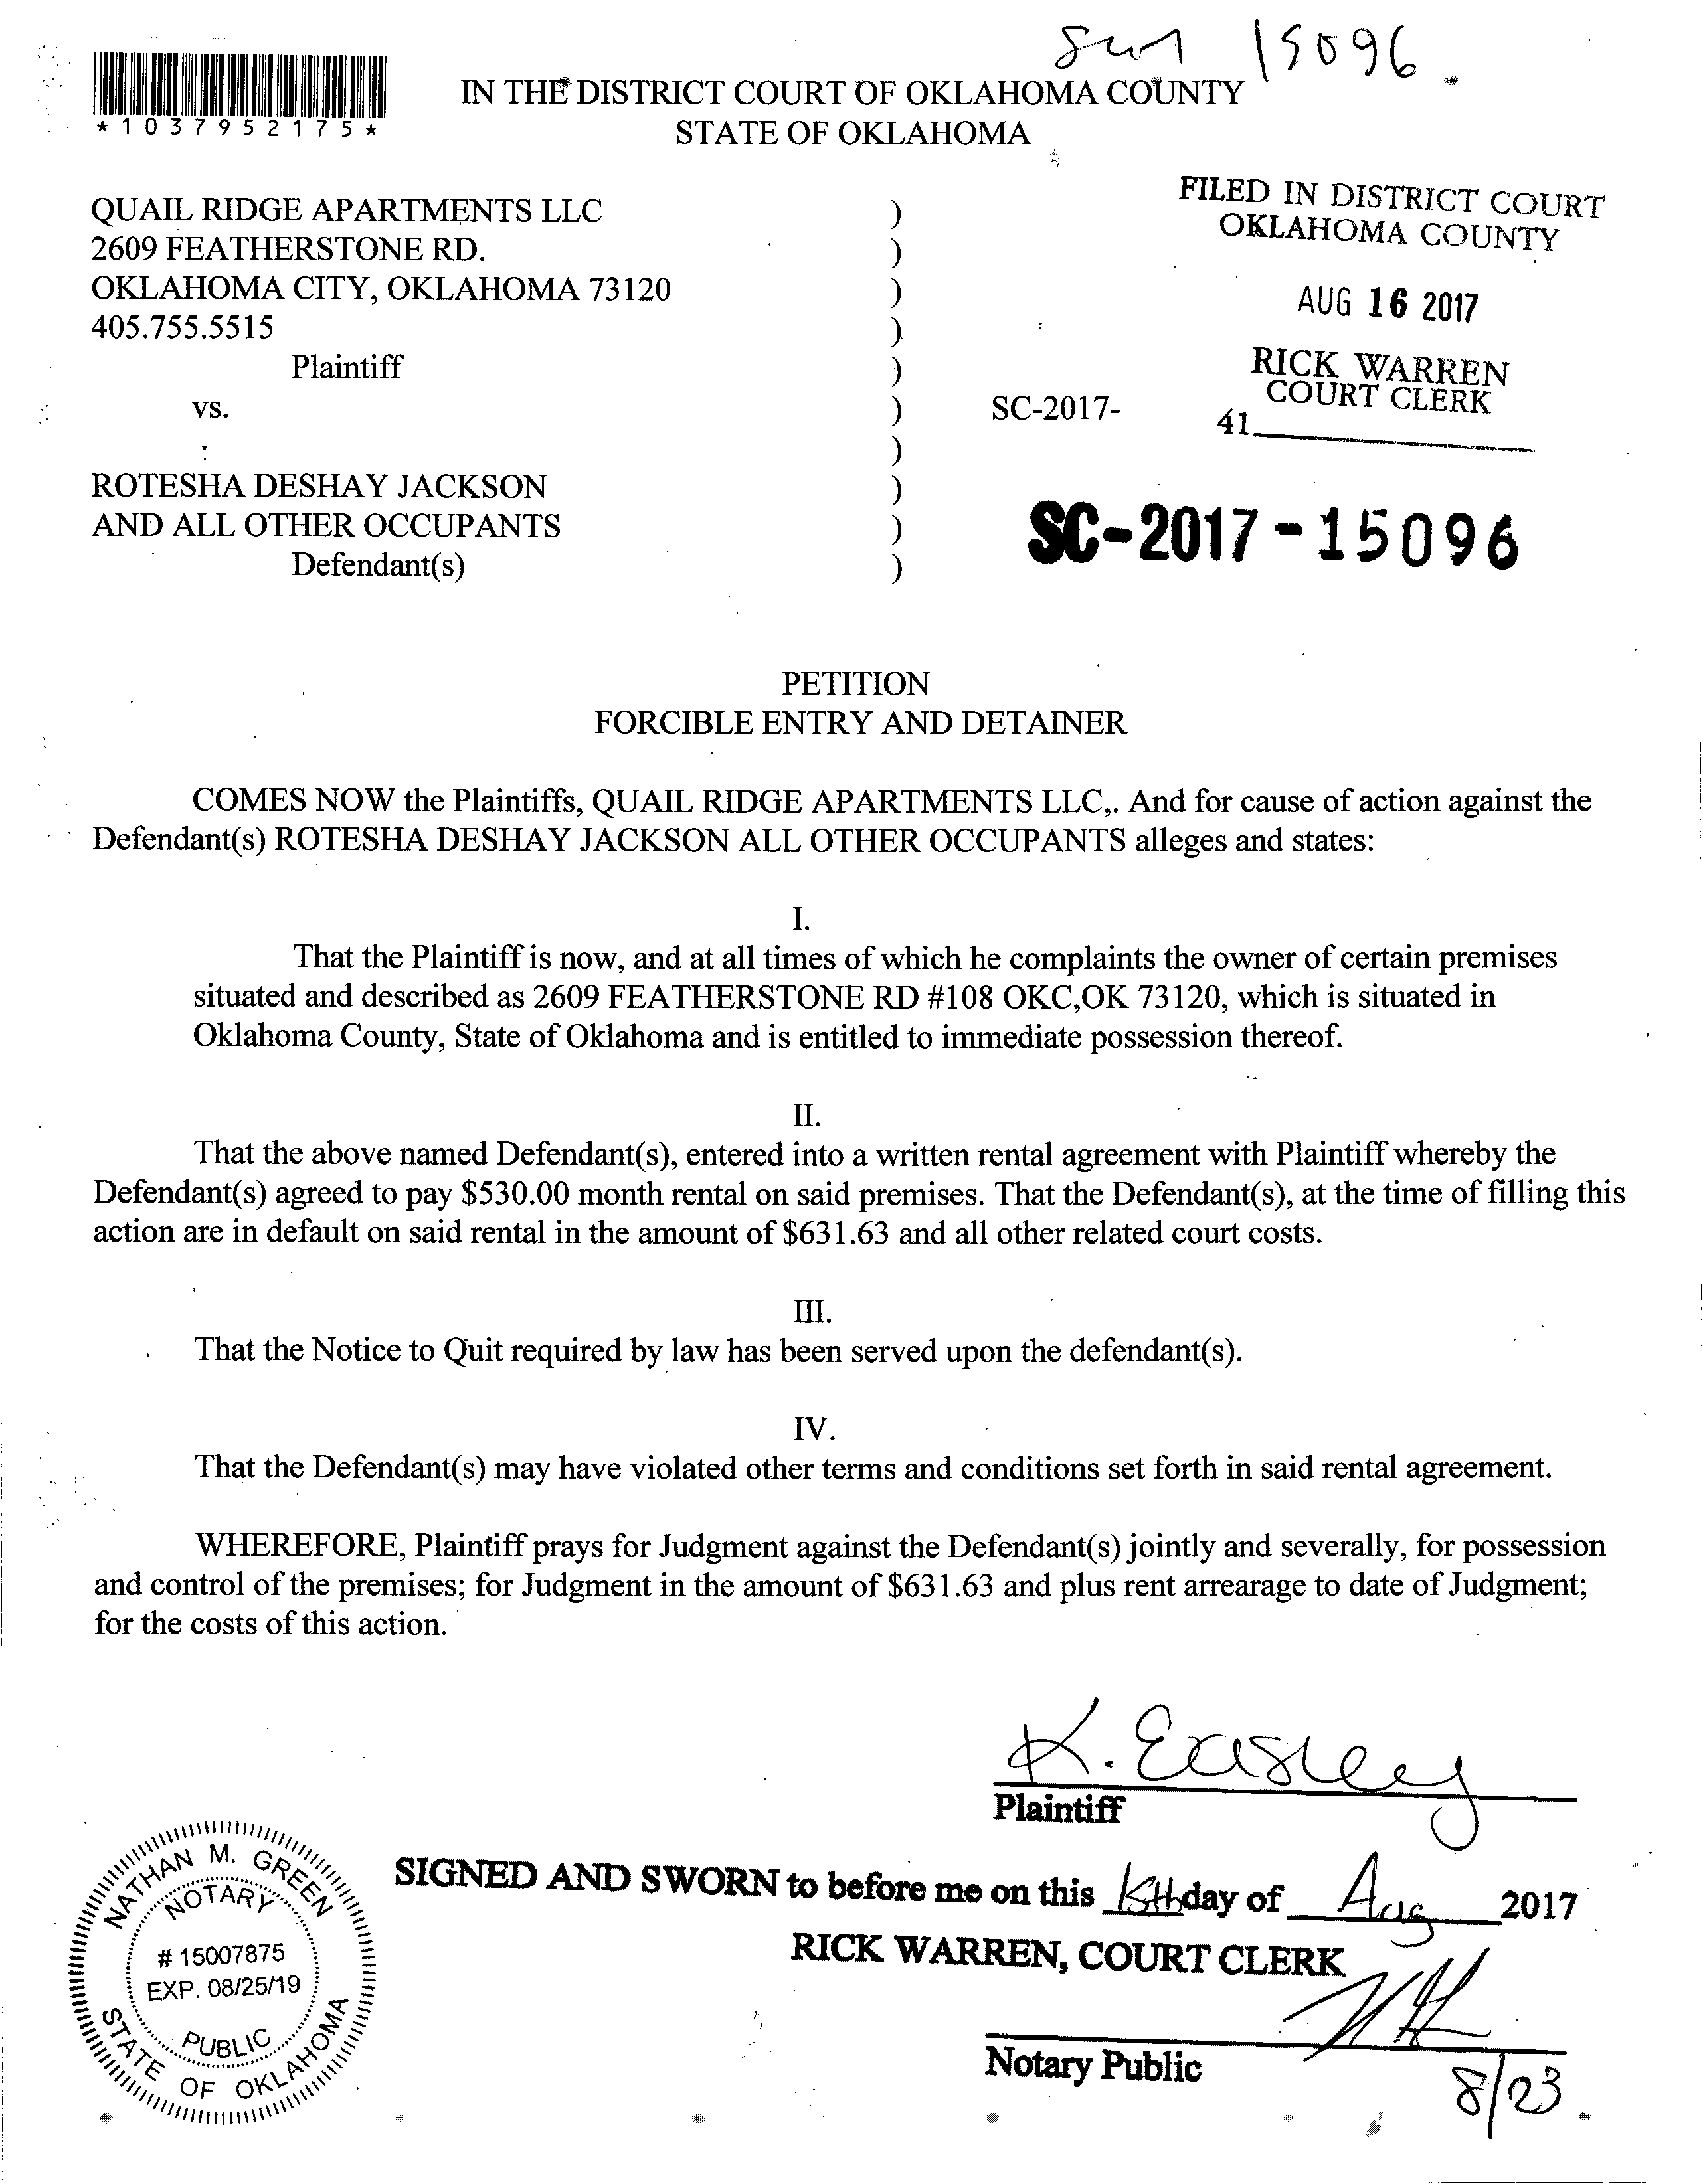 15096.
*1037952175*
IN THE DISTRICT COURT OF OKLAHOMA COUNTY
STATE OF OKLAHOMA
QUAIL RIDGE APARTMENTS LLC )
2609 FEATHERSTONE RD. )
OKLAHOMA CITY, OKLAHOMA 73120 )
405.755.5515 )
Plaintiff )
vs. )
)
ROTESHA DESHAY JACKSON )
AND ALL OTHER OCCUPANTS )
Defendant(s) )
FILED IN DISTRICT COURT
OKLAHOMA COUNTY
AUG 16 2017
RICK WARREN
COURT CLERK
SC-2017-
41
SC-2017-15096
PETITION
FORCIBLE ENTRY AND DETAINER
COMES NOW the Plaintiffs, QUAIL RIDGE APARTMENTS LLC,. And for cause of action against the
Defendant(s) ROTESHA DESHAY JACKSON ALL OTHER OCCUPANTS alleges and states:
I.
That the Plaintiff is now, and at all times of which he complaints the owner of certain premises
situated and described as 2609 FEATHERSTONE RD #108 OKC,OK 73120, which is situated in
Oklahoma County, State of Oklahoma and is entitled to immediate possession thereof.
II.
That the above named Defendant(s), entered into a written rental agreement with Plaintiff whereby the
Defendant(s) agreed to pay $530.00 month rental on said premises. That the Defendant(s), at the time of filling this
action are in default on said rental in the amount of $631.63 and all other related court costs.
III.
That the Notice to Quit required by law has been served upon the defendant(s).
IV.
That the Defendant(s) may have violated other terms and conditions set forth in said rental agreement.
WHEREFORE, Plaintiff prays for Judgment against the Defendant(s) jointly and severally, for possession
and control of the premises; for Judgment in the amount of $631.63 and plus rent arrearage to date of Judgment;
for the costs of this action.
K. Easley
Plaintiff
SIGNED AND SWORN to before me on this 15th day of Aug 2017
RICK WARREN, COURT CLERK
Notary Public
8/23
NATHAN M. GREEN
NOTARY
# 15007875
EXP. 08/25/19
PUBLIC
STATE OF OKLAHOMA